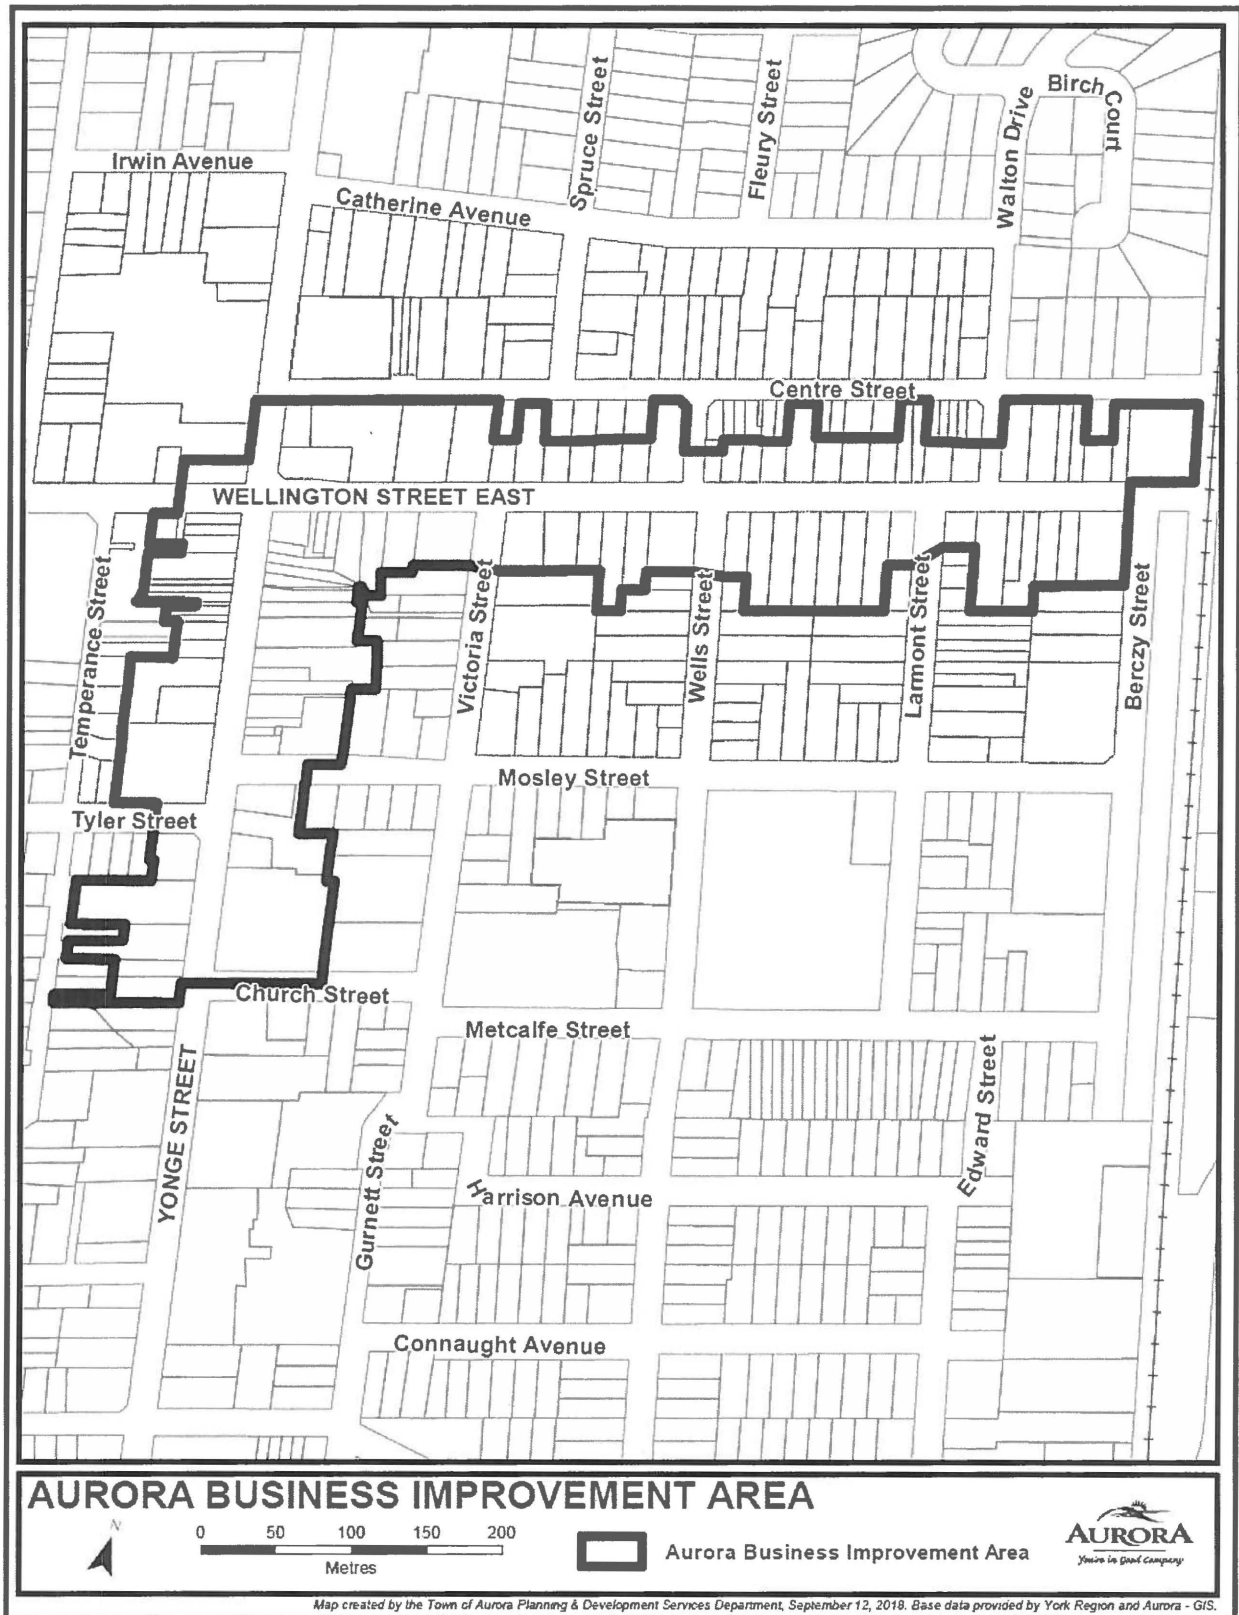 Spruce Street
Fleury Street
Walton Drive
Birch
Court
Irwin Avenue
Catherine Avenue
Centre Street
WELLINGTON STREET EAST
Temperance Street
Victoria Street
Wells Street
Larmont Street
Berczy Street
Mosley Street
Tyler Street
Church Street
Metcalfe Street
YONGE STREET
Gurnett Street
Edward Street
Harrison Avenue
Connaught Avenue
AURORA BUSINESS IMPROVEMENT AREA
N
0 50 100 150 200
Metres
Aurora Business Improvement Area
AURORA
You're in Good Company
Map created by the Town of Aurora Planning & Development Services Department, September 12, 2018. Base data provided by York Region and Aurora - GIS.